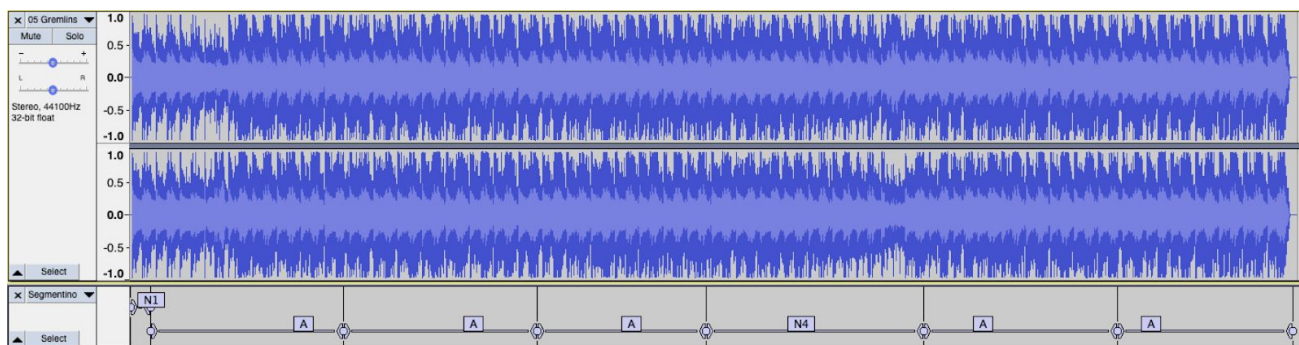 × 05 Gremlins ▼
Mute Solo
- +
L R
Stereo, 44100Hz
32-bit float
▲ Select
1.0
0.5
0.0
-0.5
-1.0
1.0
0.5
0.0
-0.5
-1.0
× Segmentino ▼
▲ Select
N1
A A A N4 A A